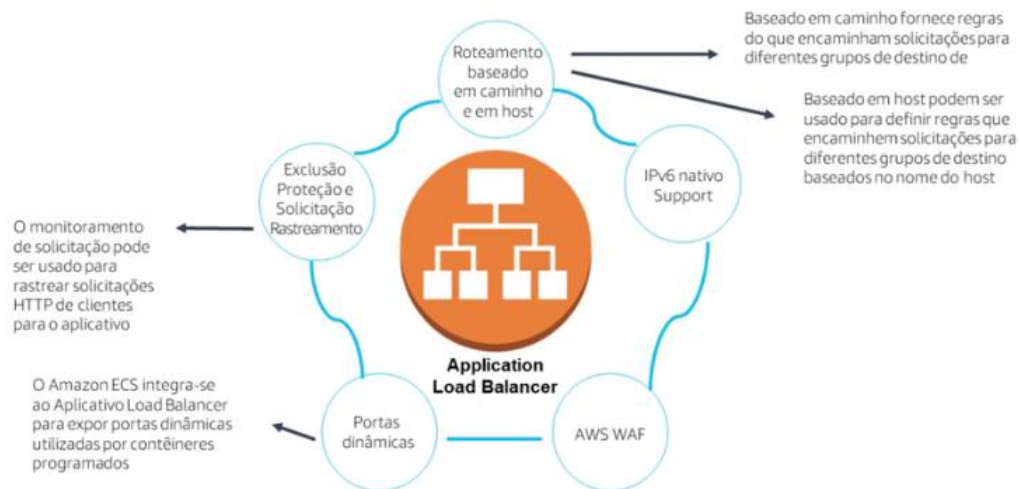 Roteamento
baseado
em caminho
e em host
Baseado em caminho fornece regras
do que encaminham solicitações para
diferentes grupos de destino de
Baseado em host podem ser
usado para definir regras que
encaminhem solicitações para
diferentes grupos de destino
baseados no nome do host
IPv6 nativo
Support
Exclusão
Proteção e
Solicitação
Rastreamento
O monitoramento
de solicitação pode
ser usado para
rastrear solicitações
HTTP de clientes
para o aplicativo
Application
Load Balancer
O Amazon ECS integra-se
ao Aplicativo Load Balancer
para expor portas dinâmicas
utilizadas por contêineres
programados
Portas
dinâmicas
AWS WAF